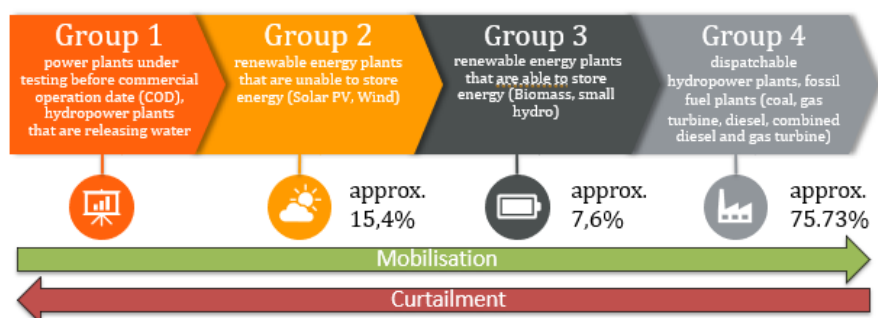 Group 1
power plants under
testing before commercial
operation date (COD),
hydropower plants
that are releasing water
Group 2
renewable energy plants
that are unable to store
energy (Solar PV, Wind)
Group 3
renewable energy plants
that are able to store
energy (Biomass, small
hydro)
Group 4
dispatchable
hydropower plants, fossil
fuel plants (coal, gas
turbine, diesel, combined
diesel and gas turbine)
approx.
15,4%
approx.
7,6%
approx.
75.73%
Mobilisation
Curtailment